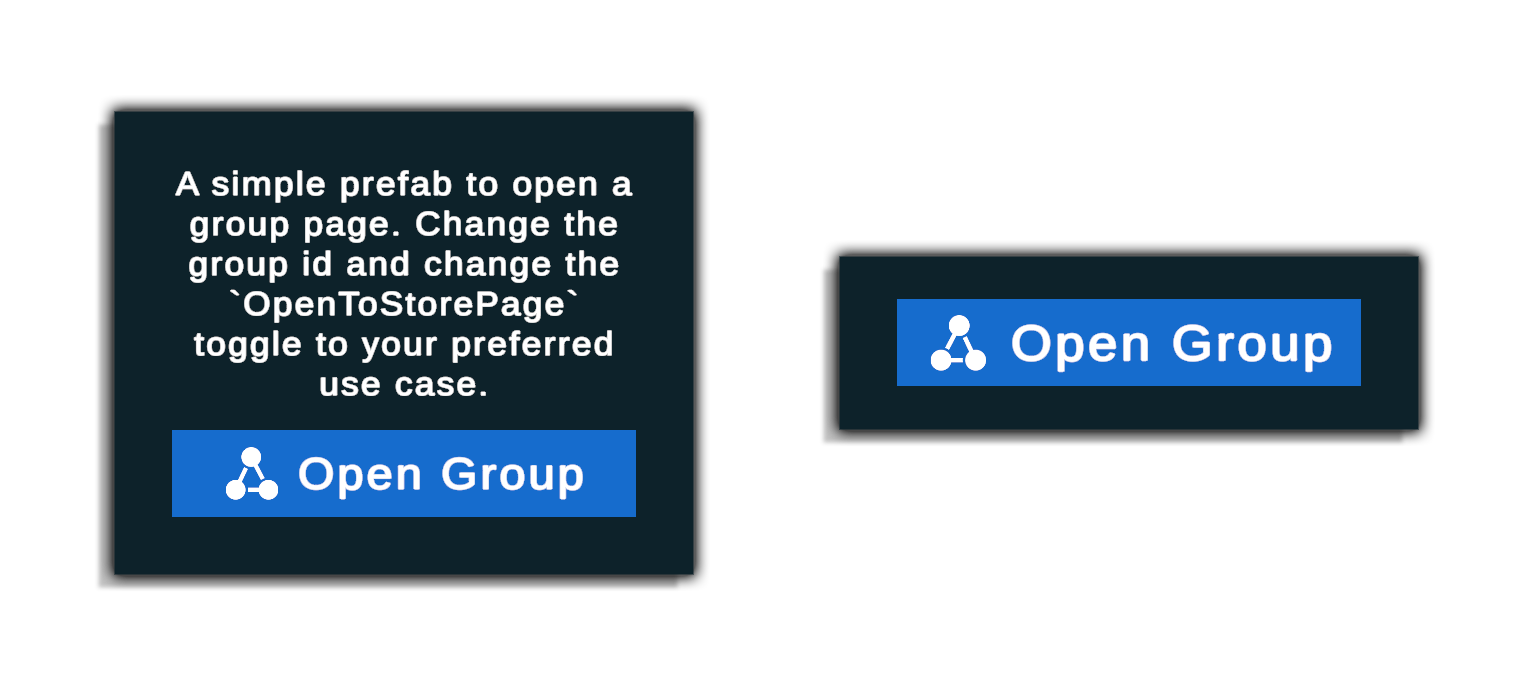 A simple prefab to open a
group page. Change the
group id and change the
`OpenToStorePage`
toggle to your preferred
use case.
Open Group
Open Group